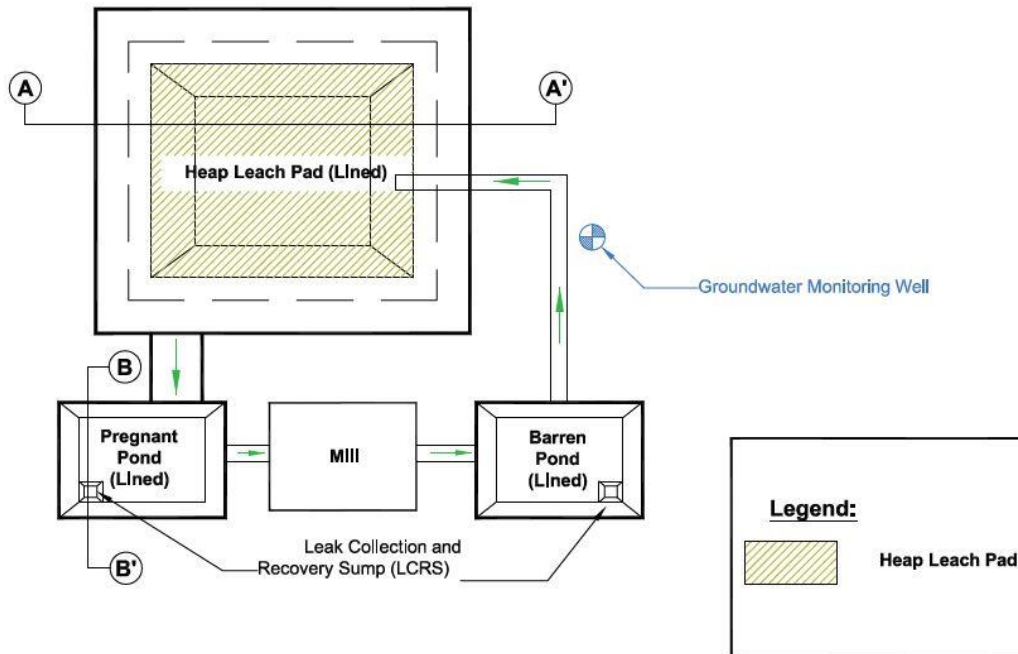 A
A'
Heap Leach Pad (Lined)
Groundwater Monitoring Well
B
Pregnant
Pond
(Lined)
Mill
Barren
Pond
(Lined)
B'
Leak Collection and
Recovery Sump (LCRS)
Legend:
Heap Leach Pad